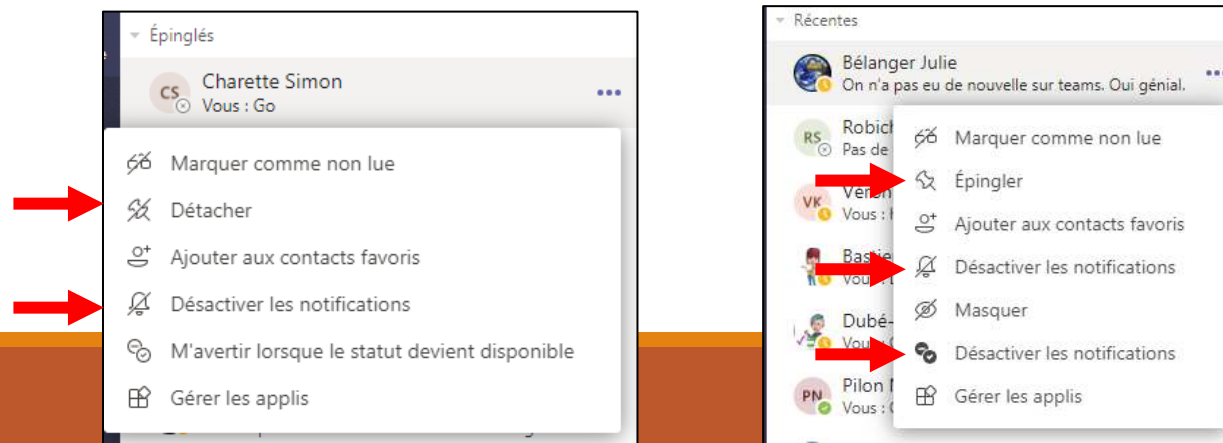 Épinglés
CS
Charette Simon
Vous : Go
Marquer comme non lue
Détacher
Ajouter aux contacts favoris
Désactiver les notifications
M'avertir lorsque le statut devient disponible
Gérer les applis
Récentes
Bélanger Julie
On n'a pas eu de nouvelle sur teams. Oui génial.
RS
Pas de
VK
Vous :
Vous :
Dubé-
Vous :
PN
Pilon
Vous :
Marquer comme non lue
Épingler
Ajouter aux contacts favoris
Désactiver les notifications
Masquer
Désactiver les notifications
Gérer les applis